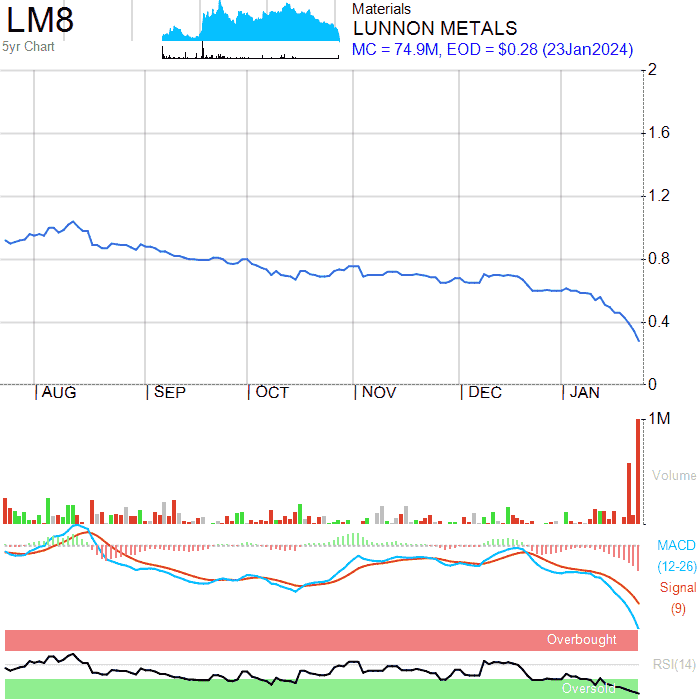 LM8
5yr Chart
Materials
LUNNON METALS
MC = 74.9M, EOD = $0.28 (23Jan2024)
2
1.6
1.2
0.8
0.4
0
AUG SEP OCT NOV DEC JAN
1M
Volume
MACD
(12-26)
Signal
(9)
Overbought
RSI(14)
Oversold